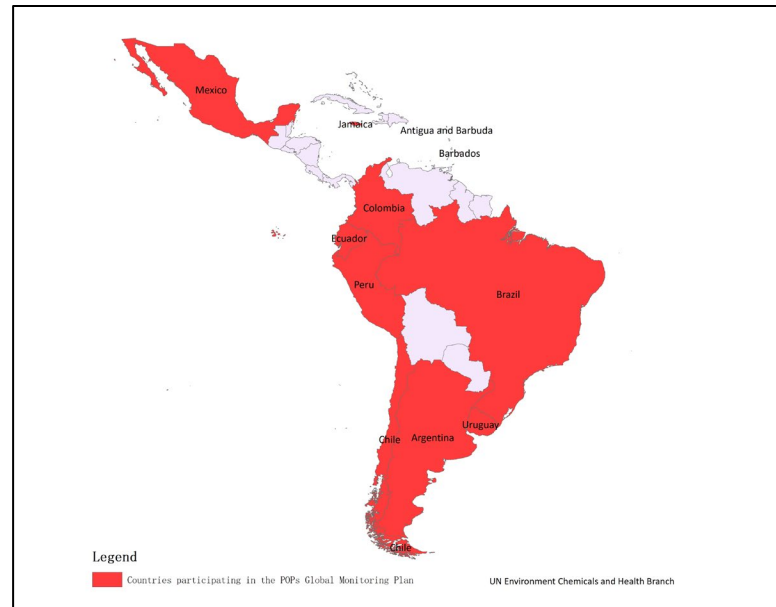 Mexico
Jamaica
Antigua and Barbuda
Barbados
Colombia
Ecuador
Peru
Brazil
Uruguay
Chile
Argentina
Chile
Legend
Countries participating in the POPs Global Monitoring Plan
UN Environment Chemicals and Health Branch